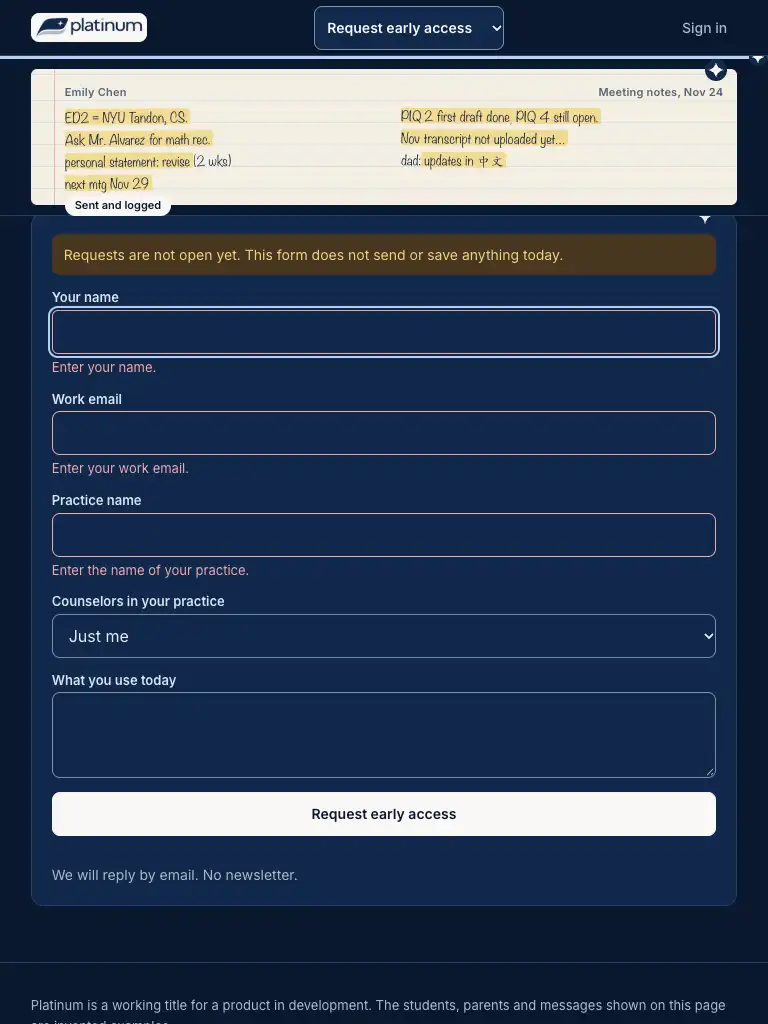 platinum
Request early access
Sign in
Emily Chen
Meeting notes, Nov 24
ED2 = NYU Tandon, CS.
Ask Mr. Alvarez for math rec.
personal statement: revise (2 wks)
next mtg Nov 29
PIQ 2 first draft done, PIQ 4 still open.
Nov transcript not uploaded yet...
dad: updates in 中文
Sent and logged
Requests are not open yet. This form does not send or save anything today.
Your name
Enter your name.
Work email
Enter your work email.
Practice name
Enter the name of your practice.
Counselors in your practice
Just me
What you use today
Request early access
We will reply by email. No newsletter.
Platinum is a working title for a product in development. The students, parents and messages shown on this page
are invented examples